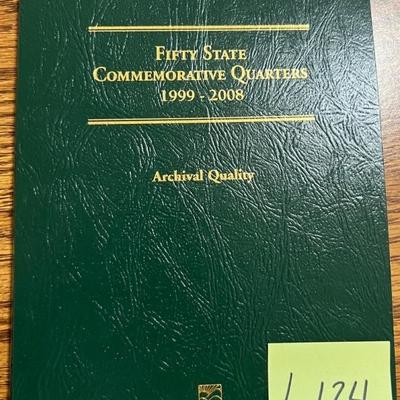 Fifty State
Commemorative Quarters
1999 - 2008
Archival Quality
L 124